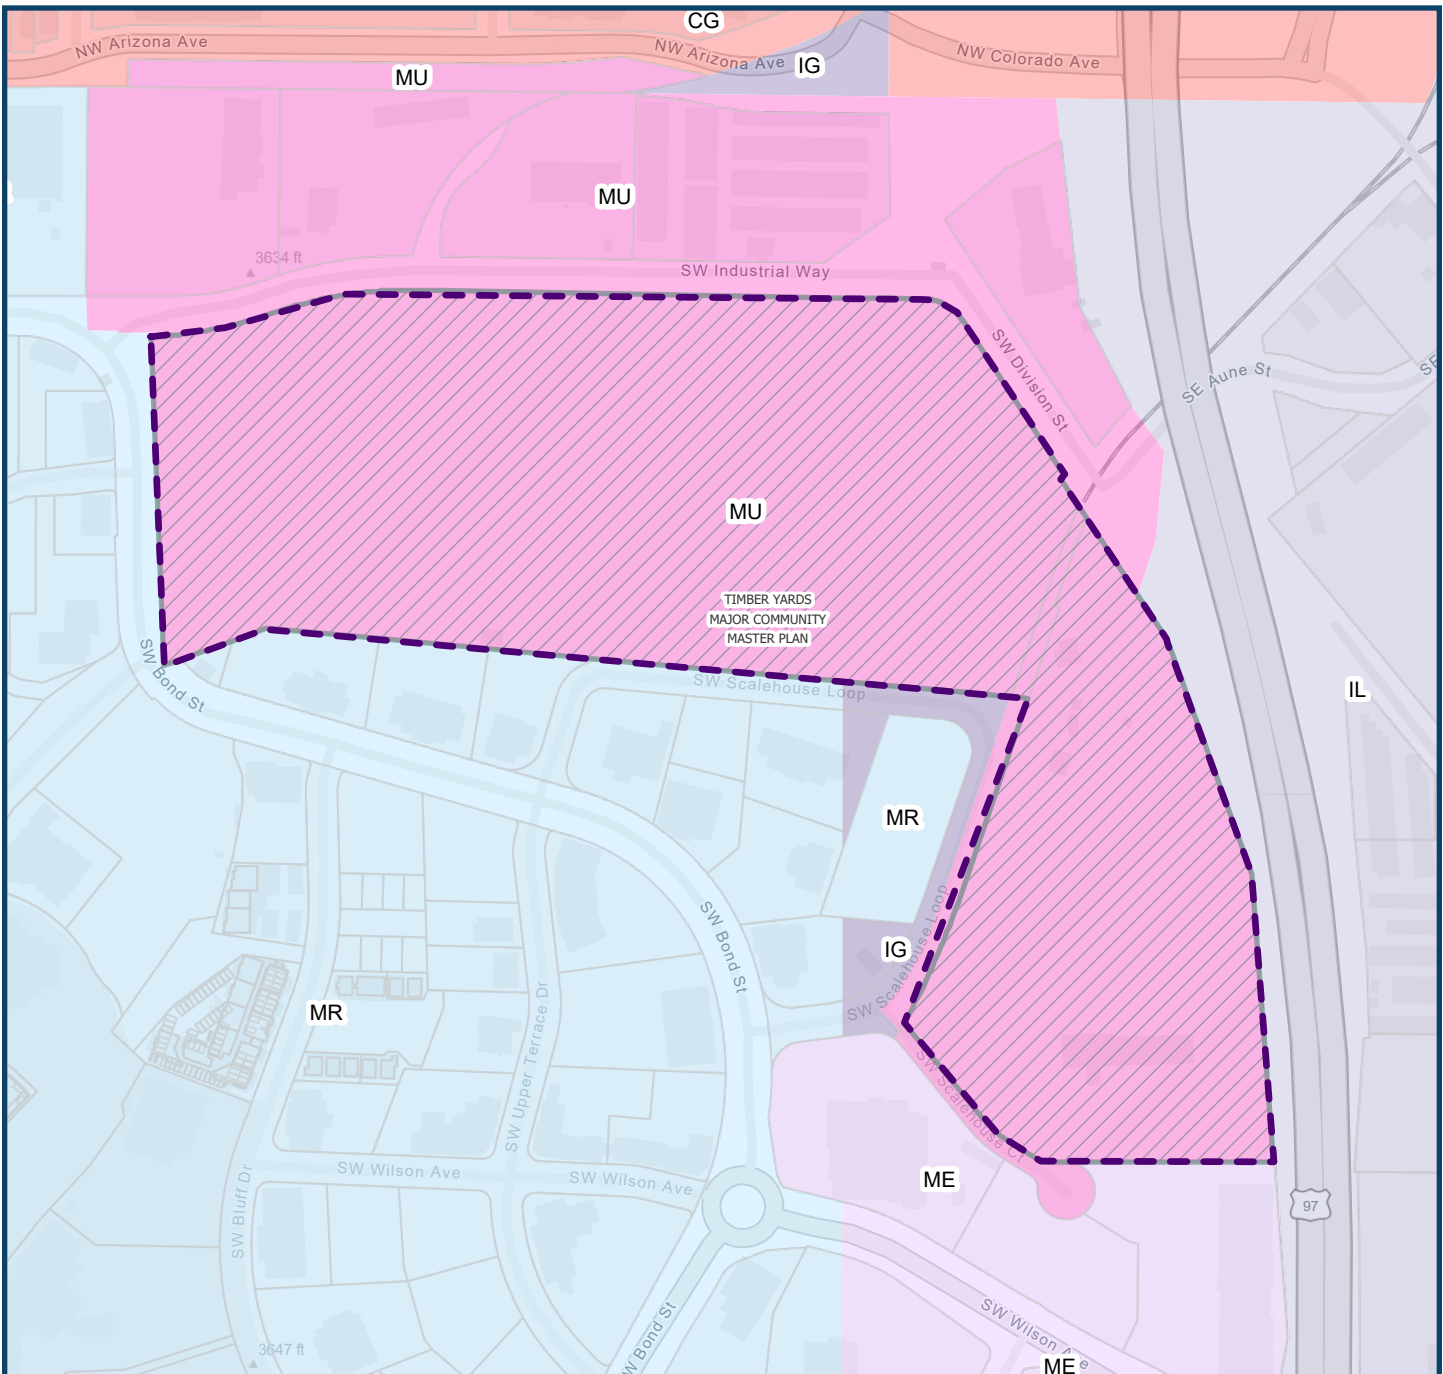 CG
NW Arizona Ave
NW Arizona Ave
IG
NW Colorado Ave
MU
MU
3634 ft
SW Industrial Way
SW Division St
SE Aune St
SE
MU
TIMBER YARDS
MAJOR COMMUNITY
MASTER PLAN
SW Bond St
SW Scalehouse Loop
IL
MR
SW Bond St
SW Scalehouse Loop
IG
MR
SW Upper Terrace Dr
SW Scalehouse Ct
SW Wilson Ave
SW Wilson Ave
ME
SW Bluff Dr
97
SW Wilson Ave
3647 ft
W Bond St
ME